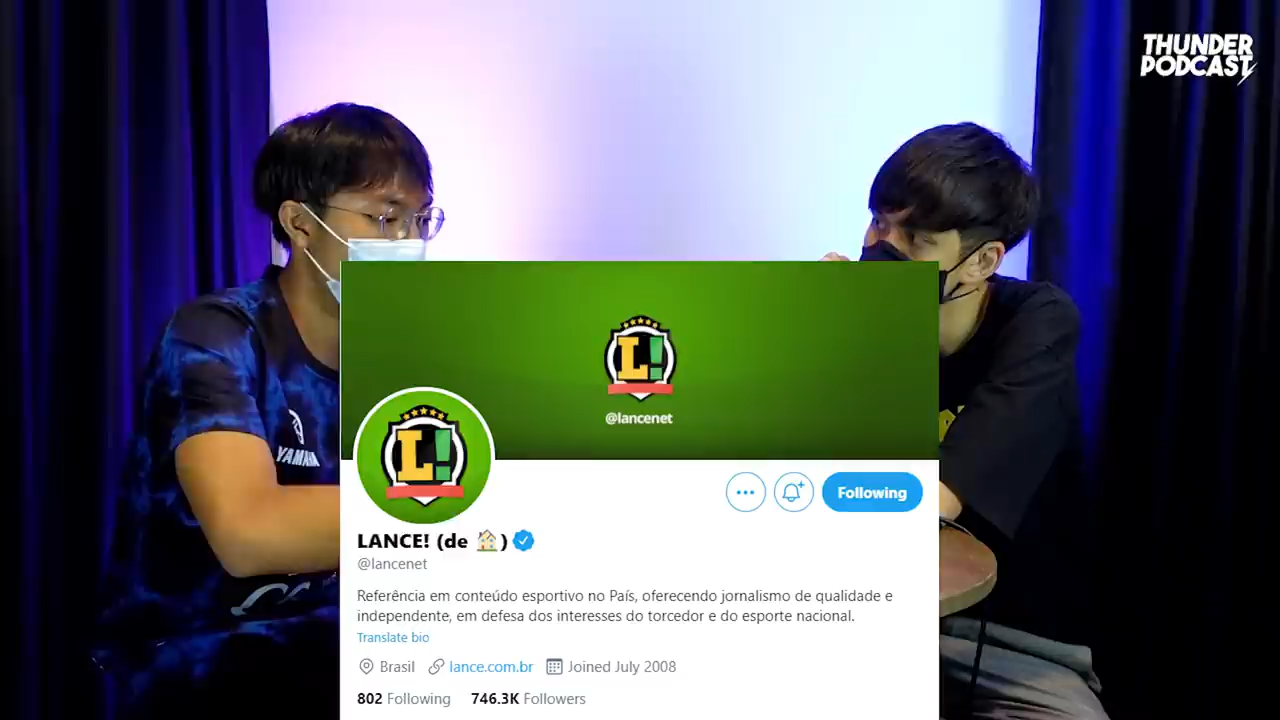 THUNDER
PODCAST
L!
@lancenet
YAMAHA
L!
Following
LANCE! (de 🏠)
@lancenet
Referência em conteúdo esportivo no País, oferecendo jornalismo de qualidade e
independente, em defesa dos interesses do torcedor e do esporte nacional.
Translate bio
Brasil lance.com.br Joined July 2008
802 Following 746.3K Followers